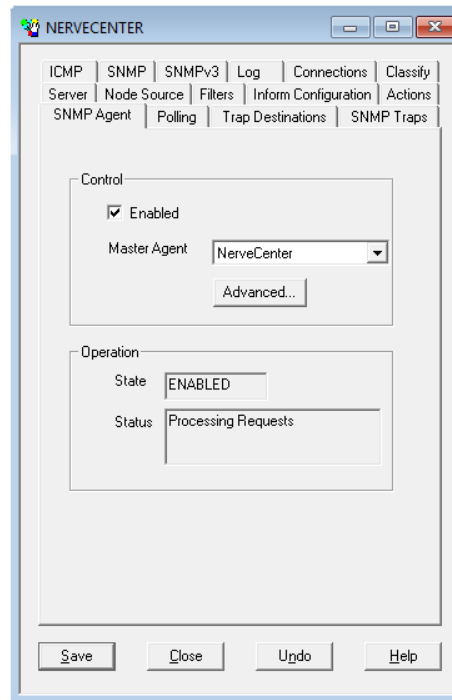 NERVECENTER
ICMP SNMP SNMPv3 Log Connections Classify
Server Node Source Filters Inform Configuration Actions
SNMP Agent Polling Trap Destinations SNMP Traps
Control
Enabled
Master Agent NerveCenter
Advanced...
Operation
State ENABLED
Status Processing Requests
Save Close Undo Help